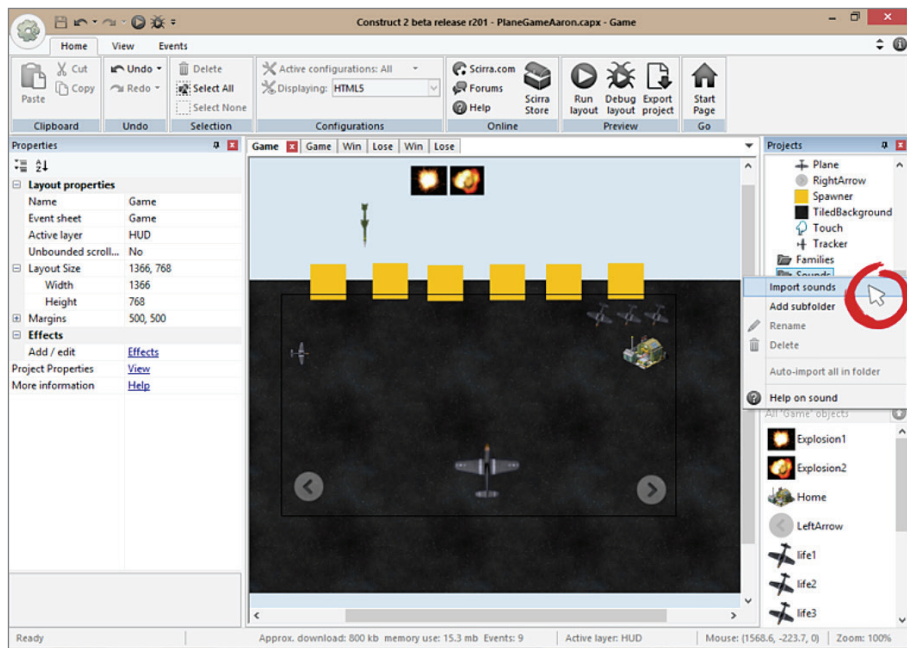 Construct 2 beta release r201 - PlaneGameAaron.capx - Game
Home View Events
Paste
Cut
Copy
Clipboard
Undo
Redo
Undo
Delete
Select All
Select None
Selection
Active configurations: All
Displaying: HTML5
Configurations
Scirra.com
Forums
Help
Scirra
Store
Online
Run
layout
Debug
layout
Export
project
Preview
Start
Page
Go
Properties
Layout properties
Name Game
Event sheet Game
Active layer HUD
Unbounded scroll... No
Layout Size 1366, 768
Width 1366
Height 768
Margins 500, 500
Effects
Add / edit Effects
Project Properties View
More information Help
Game Game Win Lose Win Lose
Projects
Plane
RightArrow
Spawner
TiledBackground
Touch
Tracker
Families
Sounds
Import sounds
Add subfolder
Rename
Delete
Auto-import all in folder
Help on sound
All 'Game' objects
Explosion1
Explosion2
Home
LeftArrow
life1
life2
life3
Ready
Approx. download: 800 kb memory use: 15.3 mb Events: 9
Active layer: HUD
Mouse: (1568.6, -223.7, 0)
Zoom: 100%